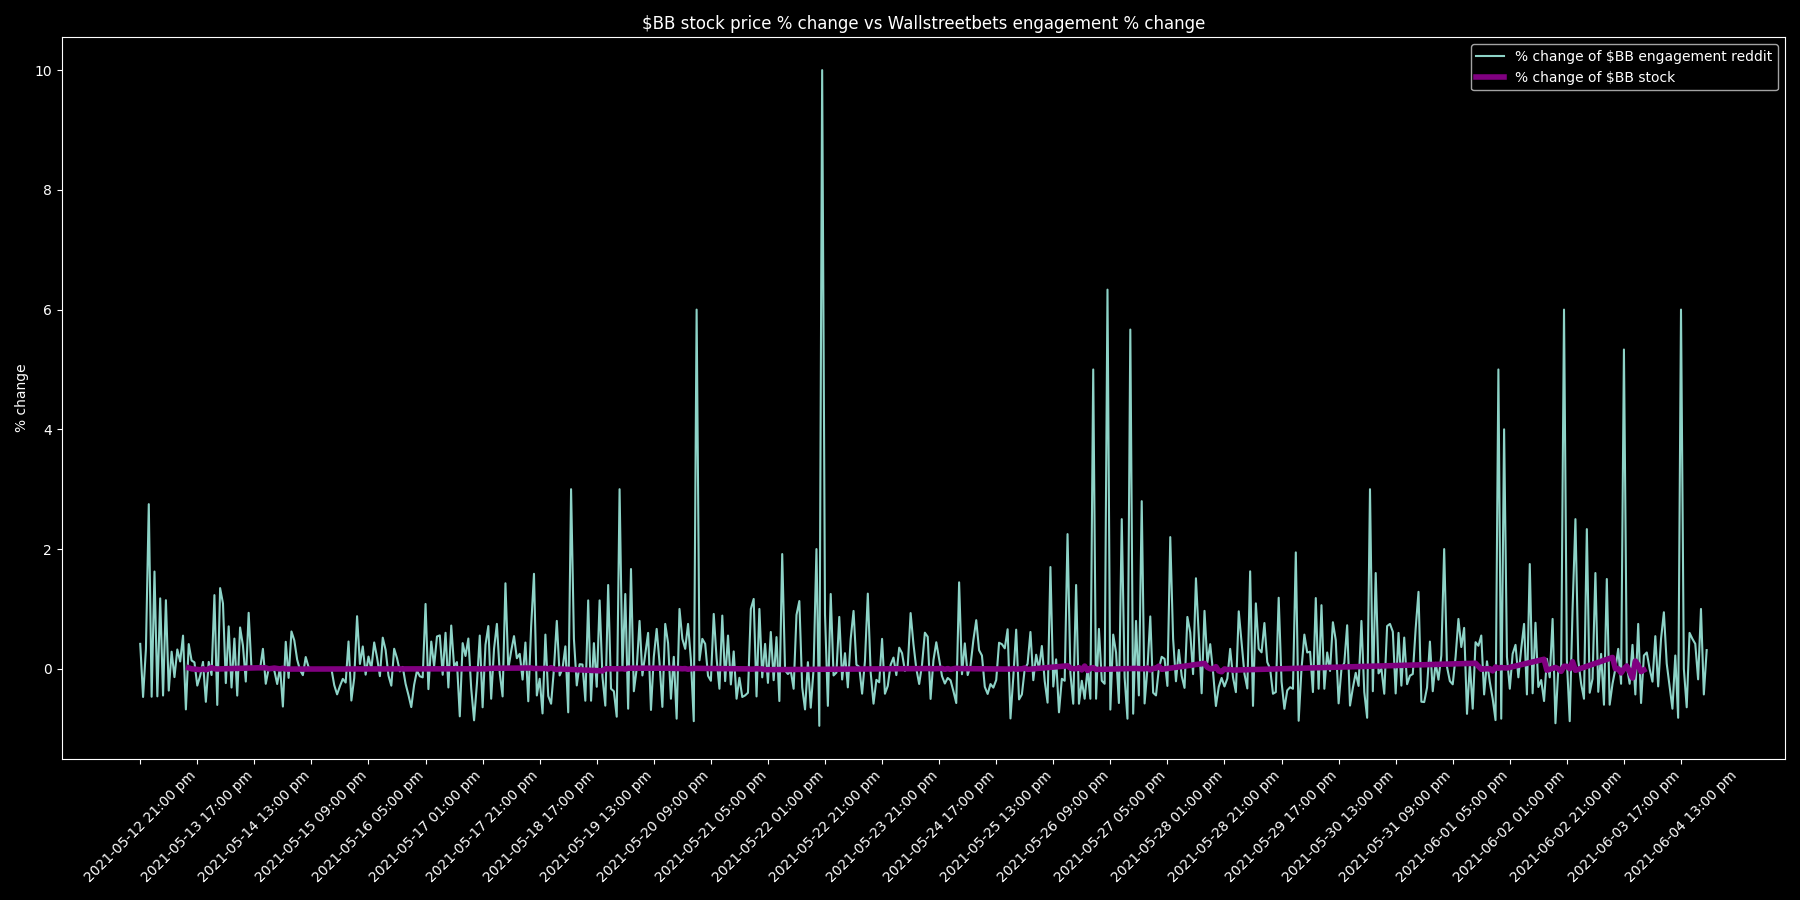 $BB stock price % change vs Wallstreetbets engagement % change
% change of $BB engagement reddit
% change of $BB stock
% change
10
8
6
4
2
0
2021-05-12 21:00 pm
2021-05-13 17:00 pm
2021-05-14 13:00 pm
2021-05-15 09:00 pm
2021-05-16 05:00 pm
2021-05-17 01:00 pm
2021-05-17 21:00 pm
2021-05-18 17:00 pm
2021-05-19 13:00 pm
2021-05-20 09:00 pm
2021-05-21 05:00 pm
2021-05-22 01:00 pm
2021-05-22 21:00 pm
2021-05-23 21:00 pm
2021-05-24 17:00 pm
2021-05-25 13:00 pm
2021-05-26 09:00 pm
2021-05-27 05:00 pm
2021-05-28 01:00 pm
2021-05-28 21:00 pm
2021-05-29 17:00 pm
2021-05-30 13:00 pm
2021-05-31 09:00 pm
2021-06-01 05:00 pm
2021-06-02 01:00 pm
2021-06-02 21:00 pm
2021-06-03 17:00 pm
2021-06-04 13:00 pm